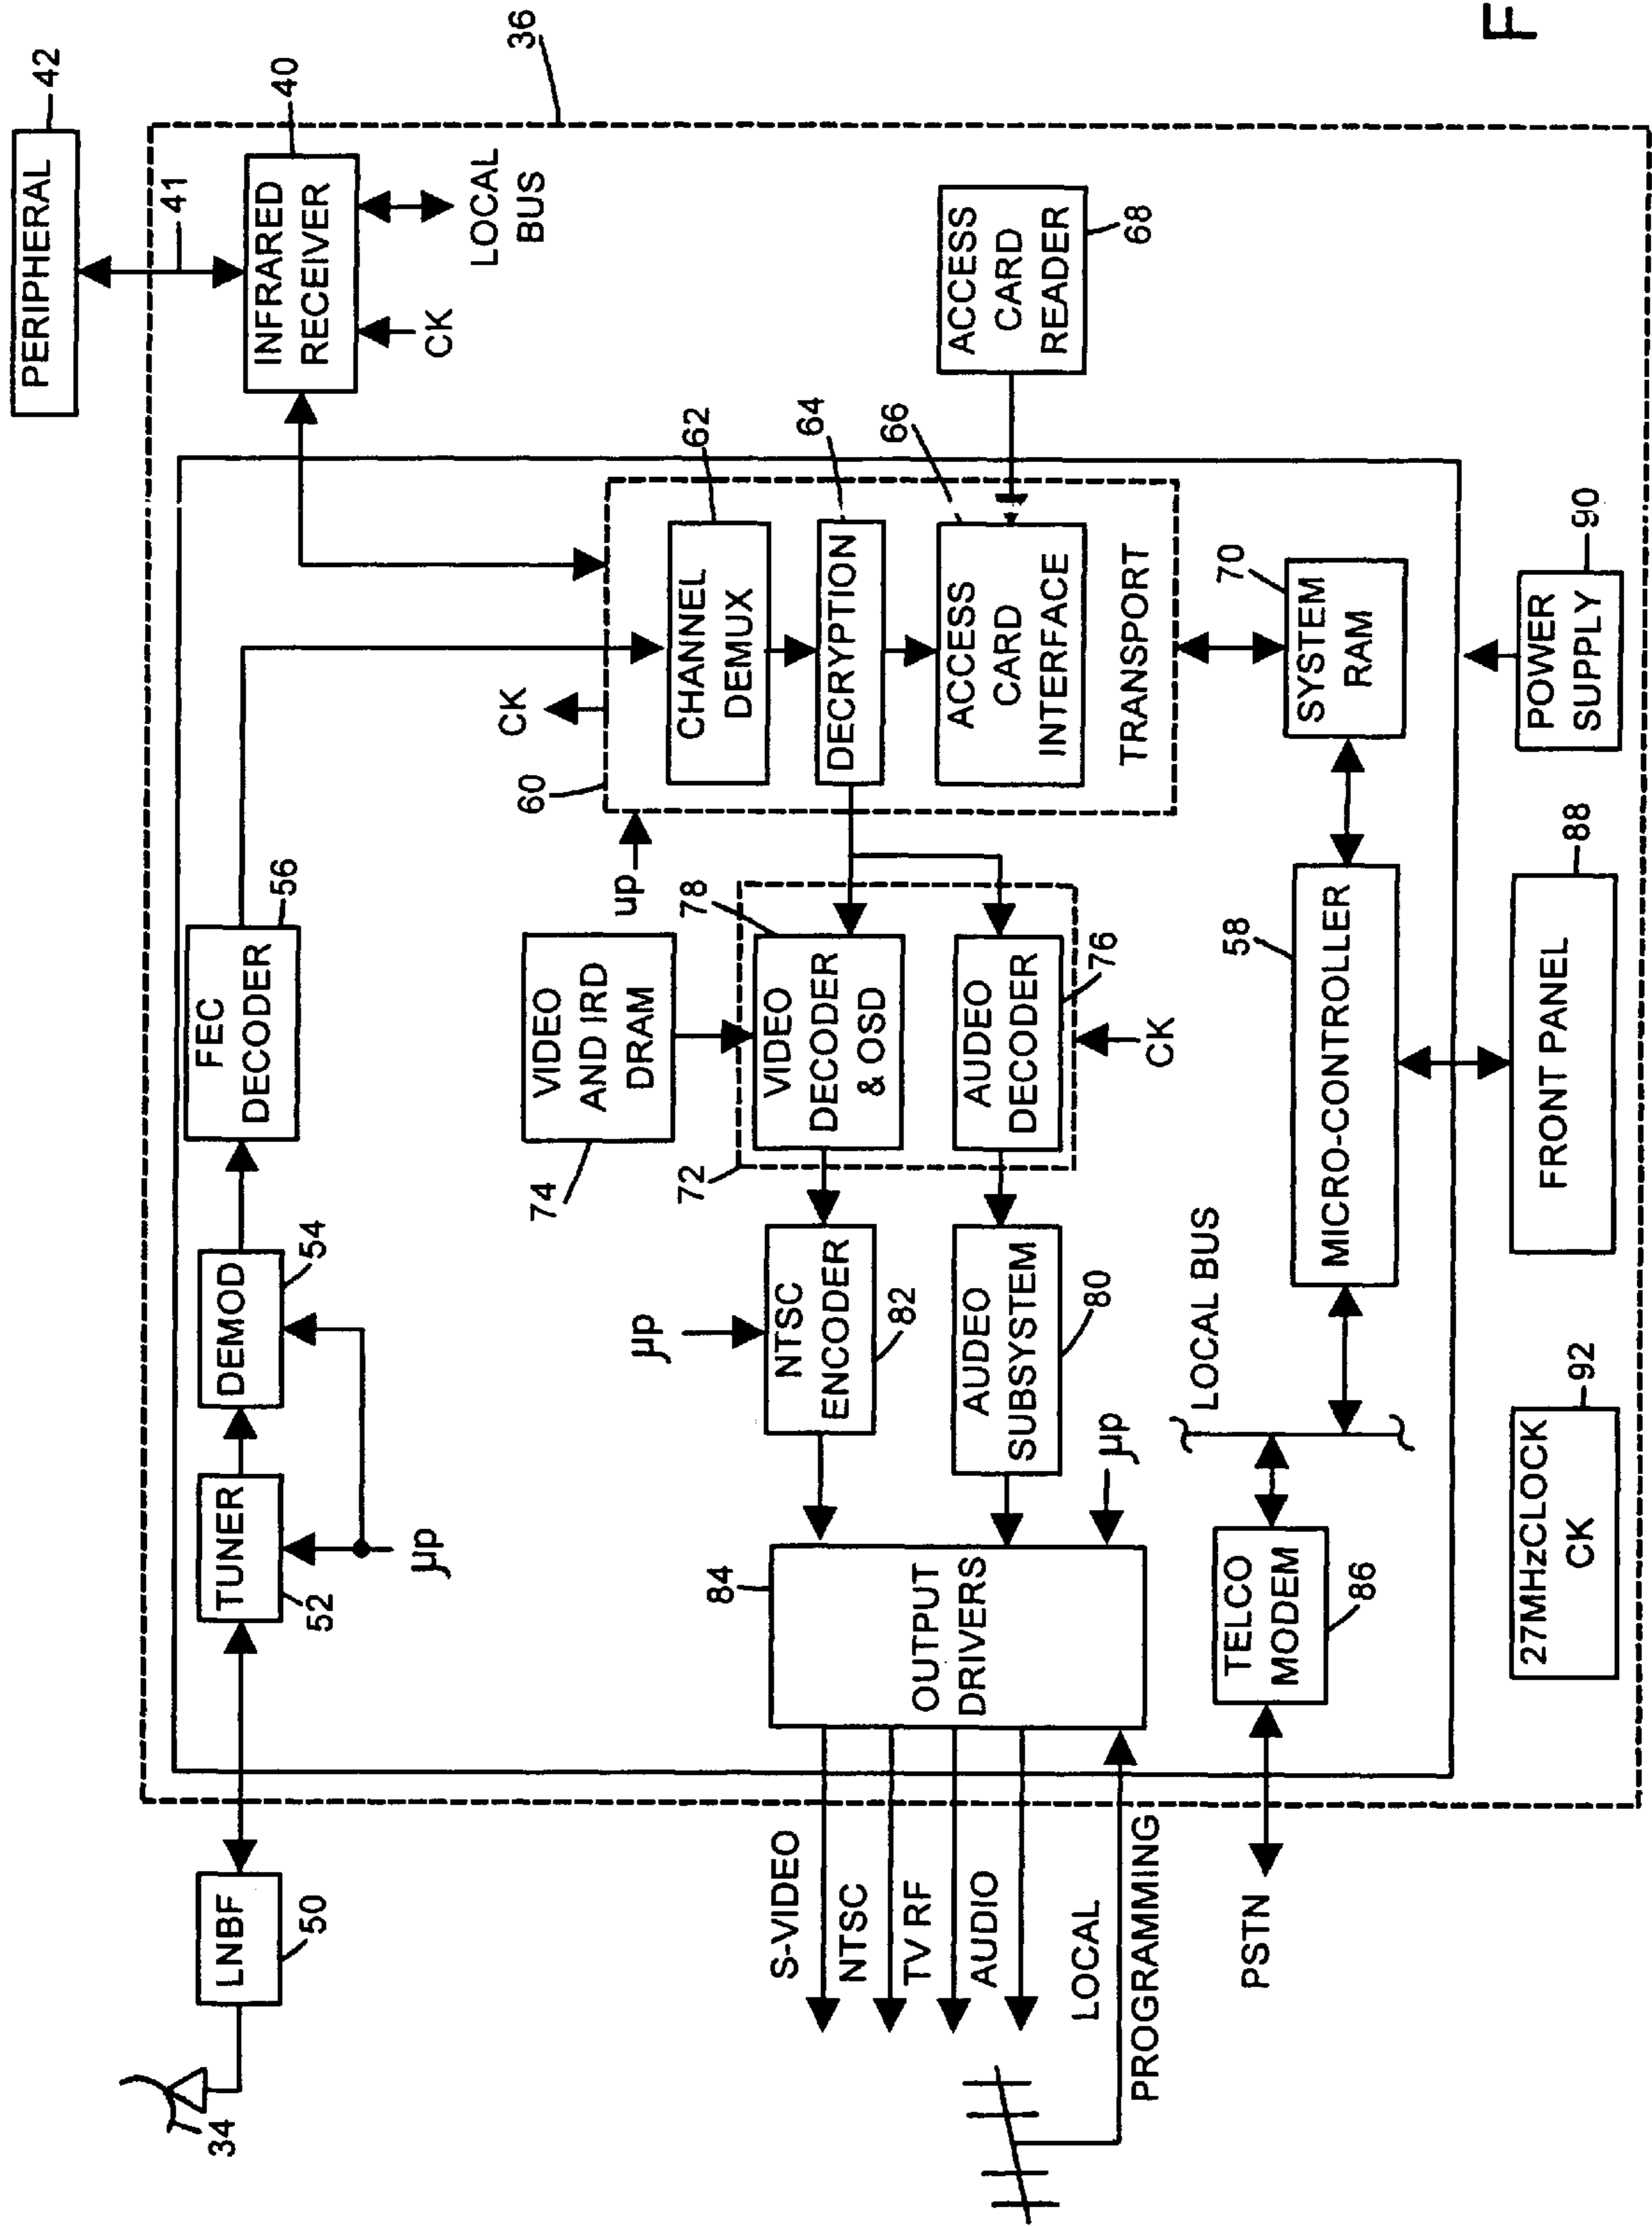 PERIPHERAL
42
41
36
INFRARED
RECEIVER
40
CK
LOCAL
BUS
34
LNBF
50
TUNER
52
DEMOD
54
µp
FEC
DECODER
56
CK
60
up
CHANNEL
DEMUX
62
DECRYPTION
64
ACCESS
CARD
INTERFACE
66
TRANSPORT
ACCESS
CARD
READER
68
VIDEO
AND IRD
DRAM
74
72
VIDEO
DECODER
& OSD
78
AUDEO
DECODER
76
CK
µp
NTSC
ENCODER
82
AUDEO
SUBSYSTEM
80
µp
84
OUTPUT
DRIVERS
S-VIDEO
NTSC
TV RF
AUDIO
LOCAL
PROGRAMMING
PSTN
TELCO
MODEM
86
LOCAL BUS
MICRO-CONTROLLER
58
SYSTEM
RAM
70
27MHzCLOCK
CK
92
FRONT PANEL
88
POWER
SUPPLY
90
F